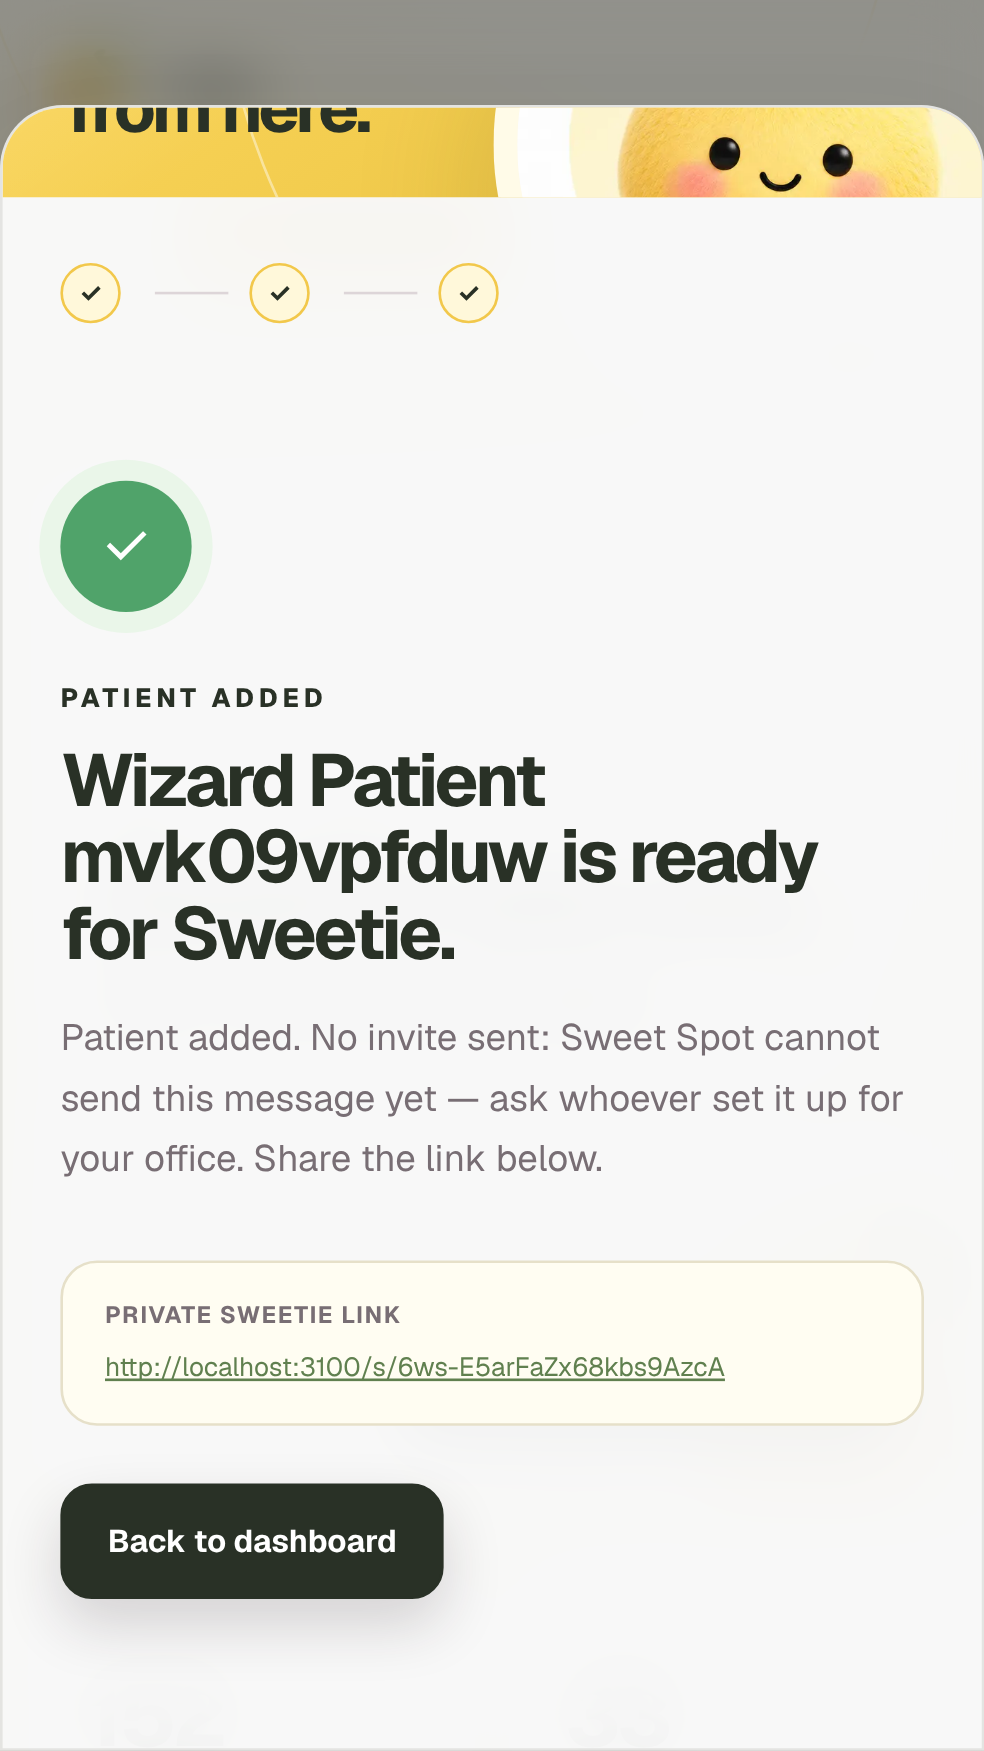 from here.
PATIENT ADDED
Wizard Patient
mvk09vpfduw is ready
for Sweetie.
Patient added. No invite sent: Sweet Spot cannot
send this message yet — ask whoever set it up for
your office. Share the link below.
PRIVATE SWEETIE LINK
http://localhost:3100/s/6ws-E5arFaZx68kbs9AzcA
Back to dashboard